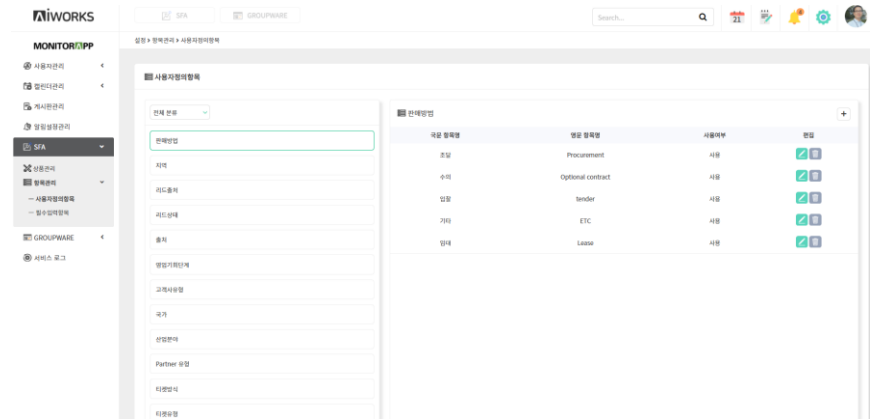 AIWORKS
SFA
GROUPWARE
Search...
21
MONITORAPP
설정 > 항목관리 > 사용자정의항목
사용자관리
캘린더관리
게시판관리
알림설정관리
SFA
상품관리
항목관리
─ 사용자정의항목
─ 필수입력항목
GROUPWARE
서비스 로그
사용자정의항목
전체 분류
판매방법
지역
리드출처
리드상태
출처
영업기회단계
고객사유형
국가
산업분야
Partner 유형
티켓방식
티켓유형
판매방법
+
국문 항목명 영문 항목명 사용여부 편집
조달 Procurement 사용
수의 Optional contract 사용
입찰 tender 사용
기타 ETC 사용
임대 Lease 사용